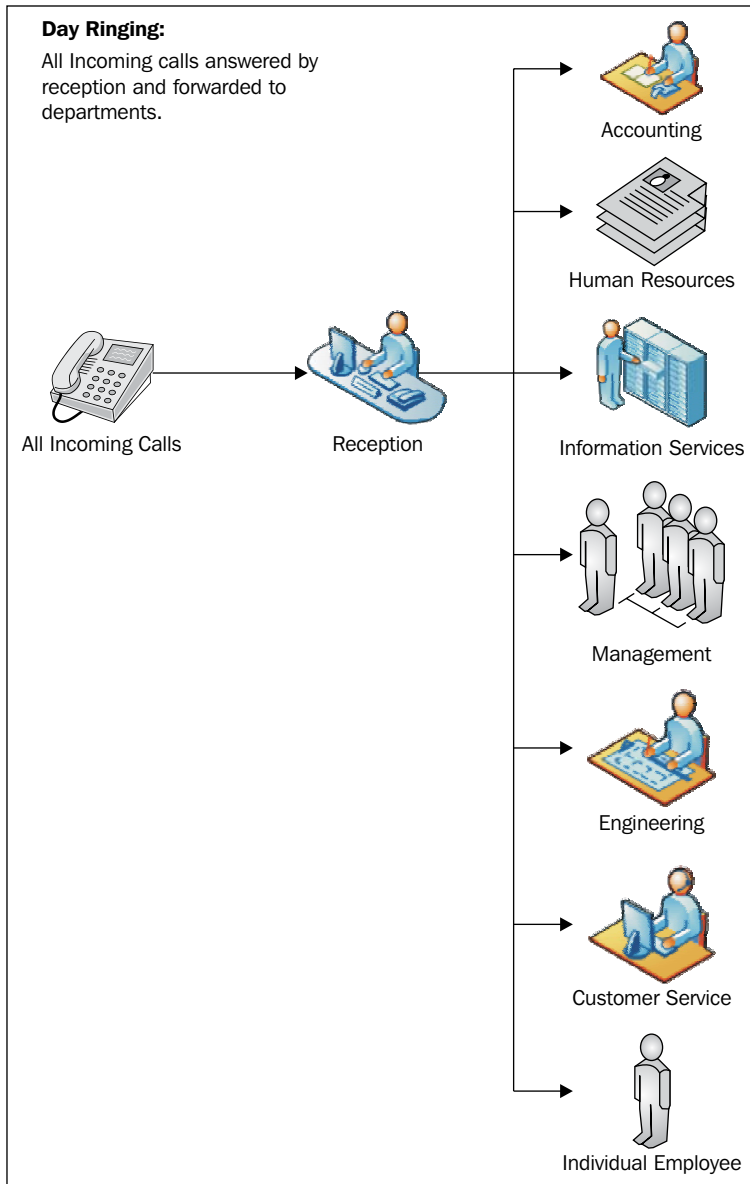 Day Ringing:
All Incoming calls answered by
reception and forwarded to
departments.
Accounting
Human Resources
All Incoming Calls
Reception
Information Services
Management
Engineering
Customer Service
Individual Employee